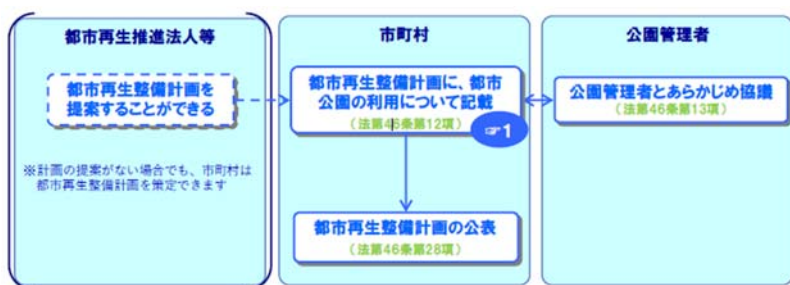 都市再生推進法人等
都市再生整備計画を
提案することができる
※計画の提案がない場合でも、市町村は
都市再生整備計画を策定できます
市町村
都市再生整備計画に、都市
公園の利用について記載
（法第46条第12項）
☞1
都市再生整備計画の公表
（法第46条第28項）
公園管理者
公園管理者とあらかじめ協議
（法第46条第13項）